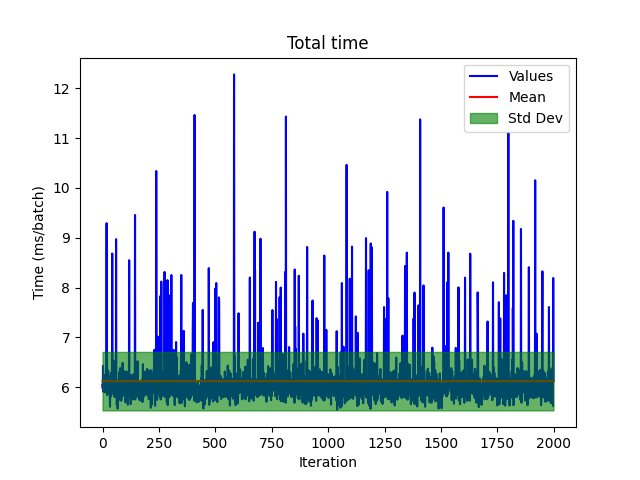 Total time
Values
Mean
Std Dev
12
11
10
9
8
7
6
Time (ms/batch)
0 250 500 750 1000 1250 1500 1750 2000
Iteration